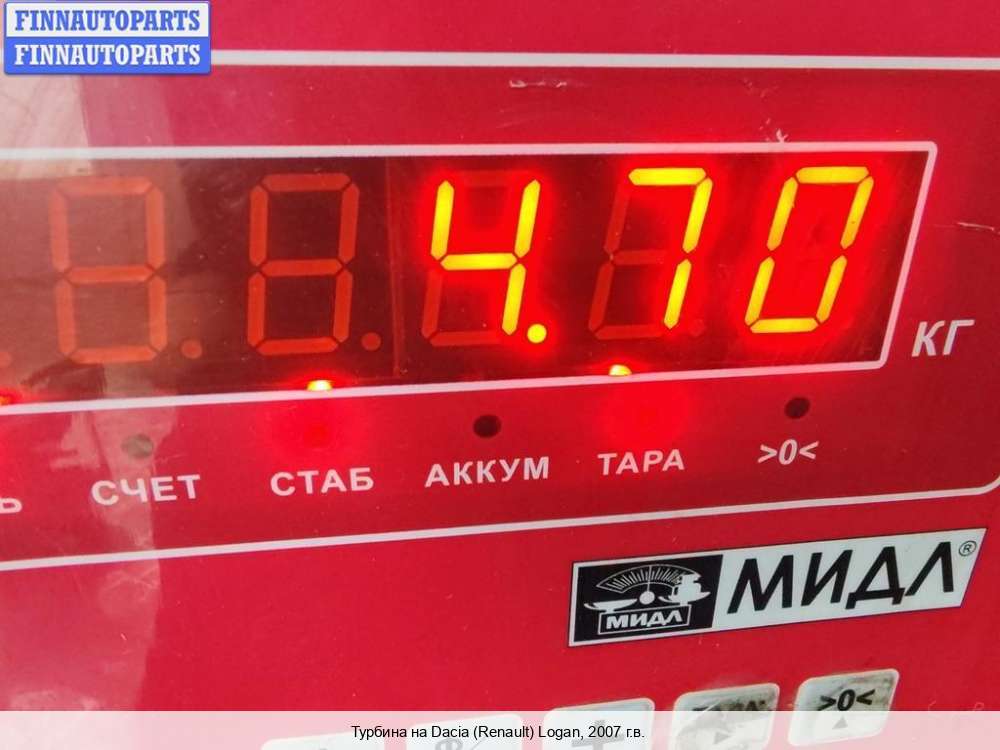 FINNAUTOPARTS
FINNAUTOPARTS
4.70
КГ
СЧЕТ СТАБ АККУМ ТАРА >0<
МИДЛ МИДЛ®
>0<
Турбина на Dacia (Renault) Logan, 2007 г.в.